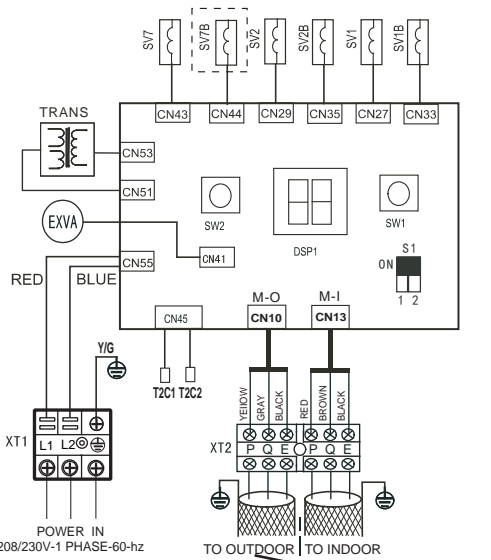 SV7 SV7B SV2 SV2B SV1 SV1B
CN43 CN44 CN29 CN35 CN27 CN33
TRANS
CN53
CN51
EXVA
SW2
DSP1
SW1
S1
ON
1 2
CN55
CN41
RED BLUE
M-O M-I
CN45 CN10 CN13
Y/G
T2C1 T2C2
YEllOW GRAY BLACK RED BROWN BLACK
XT1
L1 L2
XT2
P Q E P Q E
POWER IN
208/230V-1 PHASE-60-hz
TO OUTDOOR TO INDOOR